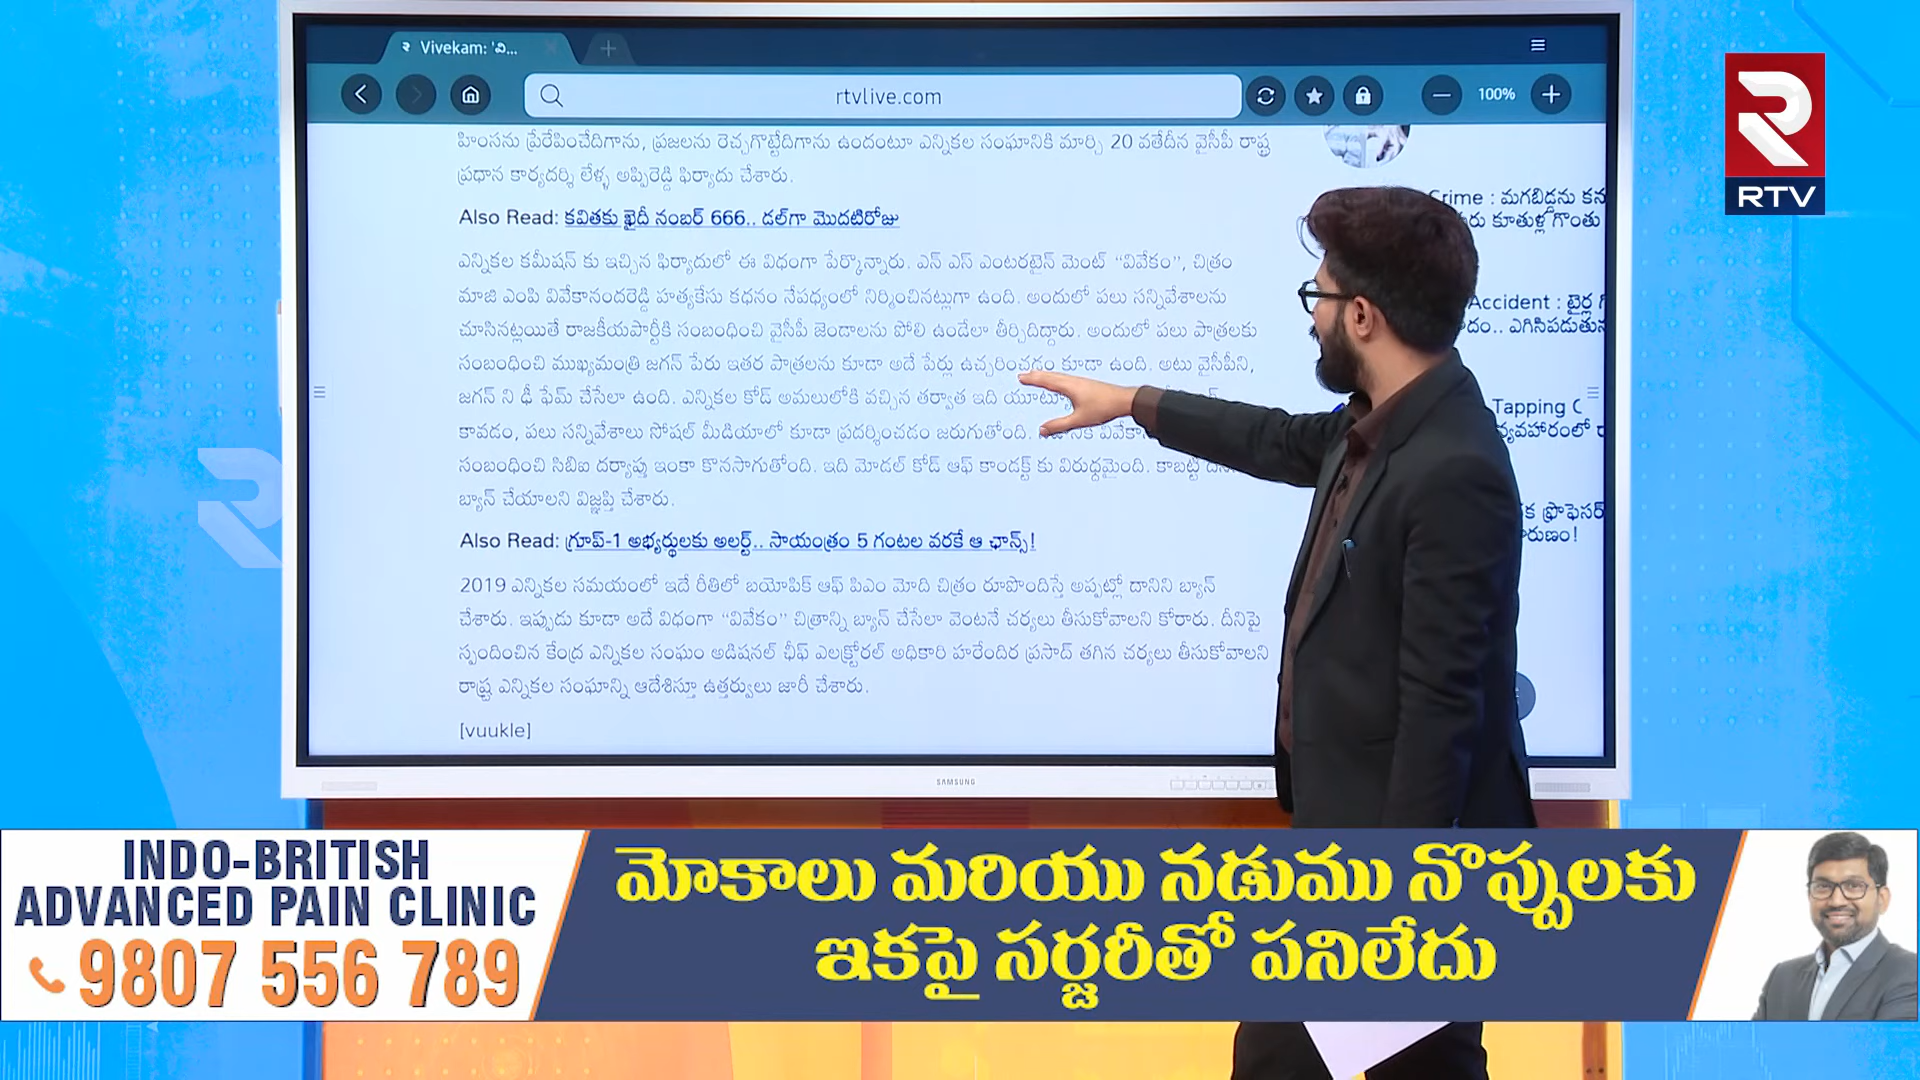 Vivekam: 'వి...
rtvlive.com
100%
RTV
హింసను ప్రేరేపించేదిగాను, ప్రజలను రెచ్చగొట్టేదిగాను ఉందంటూ ఎన్నికల సంఘానికి మార్చి 20 వతేదీన వైసీపీ రాష్ట్ర
ప్రధాన కార్యదర్శి లేళ్ళ అప్పిరెడ్డి ఫిర్యాదు చేశారు.
Also Read: కవితకు ఖైదీ నంబర్ 666.. డల్‌గా మొదటిరోజు
ఎన్నికల కమీషన్ కు ఇచ్చిన ఫిర్యాదులో ఈ విధంగా పేర్కొన్నారు. ఎన్ ఎస్ ఎంటరటైన్ మెంట్ “వివేకం”, చిత్రం
మాజి ఎంపి వివేకానందరెడ్డి హత్యకేసు కధనం నేపధ్యంలో నిర్మించినట్లుగా ఉంది. అందులో పలు సన్నివేశాలను
చూసినట్లయితే రాజకీయపార్టీకి సంబంధించి వైసీపీ జెండాలను పోలి ఉండేలా తీర్చిదిద్దారు. అందులో పలు పాత్రలకు
సంబంధించి ముఖ్యమంత్రి జగన్ పేరు ఇతర పాత్రలను కూడా అదే పేర్లు ఉచ్చరించడం కూడా ఉంది. అటు వైసీపీని,
జగన్ ని ఢీ ఫేమ్ చేసేలా ఉంది. ఎన్నికల కోడ్ అమలులోకి వచ్చిన తర్వాత ఇది
కావడం, పలు సన్నివేశాలు సోషల్ మీడియాలో కూడా ప్రదర్శించడం జరుగుతోంది.
సంబంధించి సిబిఐ దర్యాప్తు ఇంకా కొనసాగుతోంది. ఇది మోడల్ కోడ్ ఆఫ్ కాండక్ట్ కు విరుద్ధమైంది. కాబట్టి
బ్యాన్ చేయాలని విజ్ఞప్తి చేశారు.
Also Read: గ్రూప్-1 అభ్యర్థులకు అలర్ట్.. సాయంత్రం 5 గంటల వరకే ఆ ఛాన్స్!
2019 ఎన్నికల సమయంలో ఇదే రీతిలో బయోపిక్ ఆఫ్ పిఎం మోది చిత్రం రూపొందిస్తే అప్పట్లో దానిని బ్యాన్
చేశారు. ఇప్పుడు కూడా అదే విధంగా “వివేకం” చిత్రాన్ని బ్యాన్ చేసేలా వెంటనే చర్యలు తీసుకోవాలని కోరారు. దీనిపై
స్పందించిన కేంద్ర ఎన్నికల సంఘం అడిషనల్ ఛీఫ్ ఎలక్ట్రోరల్ అధికారి హరేందిర ప్రసాద్ తగిన చర్యలు తీసుకోవాలని
రాష్ట్ర ఎన్నికల సంఘాన్ని ఆదేశిస్తూ ఉత్తర్వులు జారీ చేశారు.
[vuukle]
Crime : మగబిడ్డను
కూతుళ్ల గొంతు
Accident : టైర్ల
ఎగిసిపడుతు
Tapping
వ్యవహారంలో
ప్రొఫెసర్
SAMSUNG
INDO-BRITISH
ADVANCED PAIN CLINIC
9807 556 789
మోకాలు మరియు నడుము నొప్పులకు
ఇకపై సర్జరీతో పనిలేదు